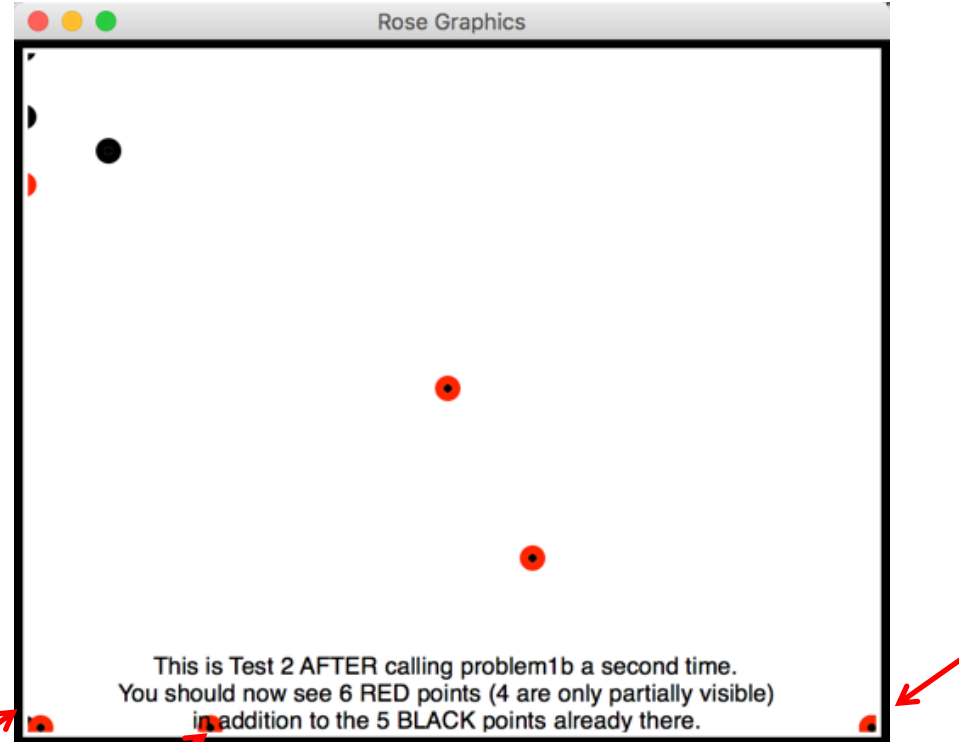 Rose Graphics
This is Test 2 AFTER calling problem1b a second time.
You should now see 6 RED points (4 are only partially visible)
in addition to the 5 BLACK points already there.